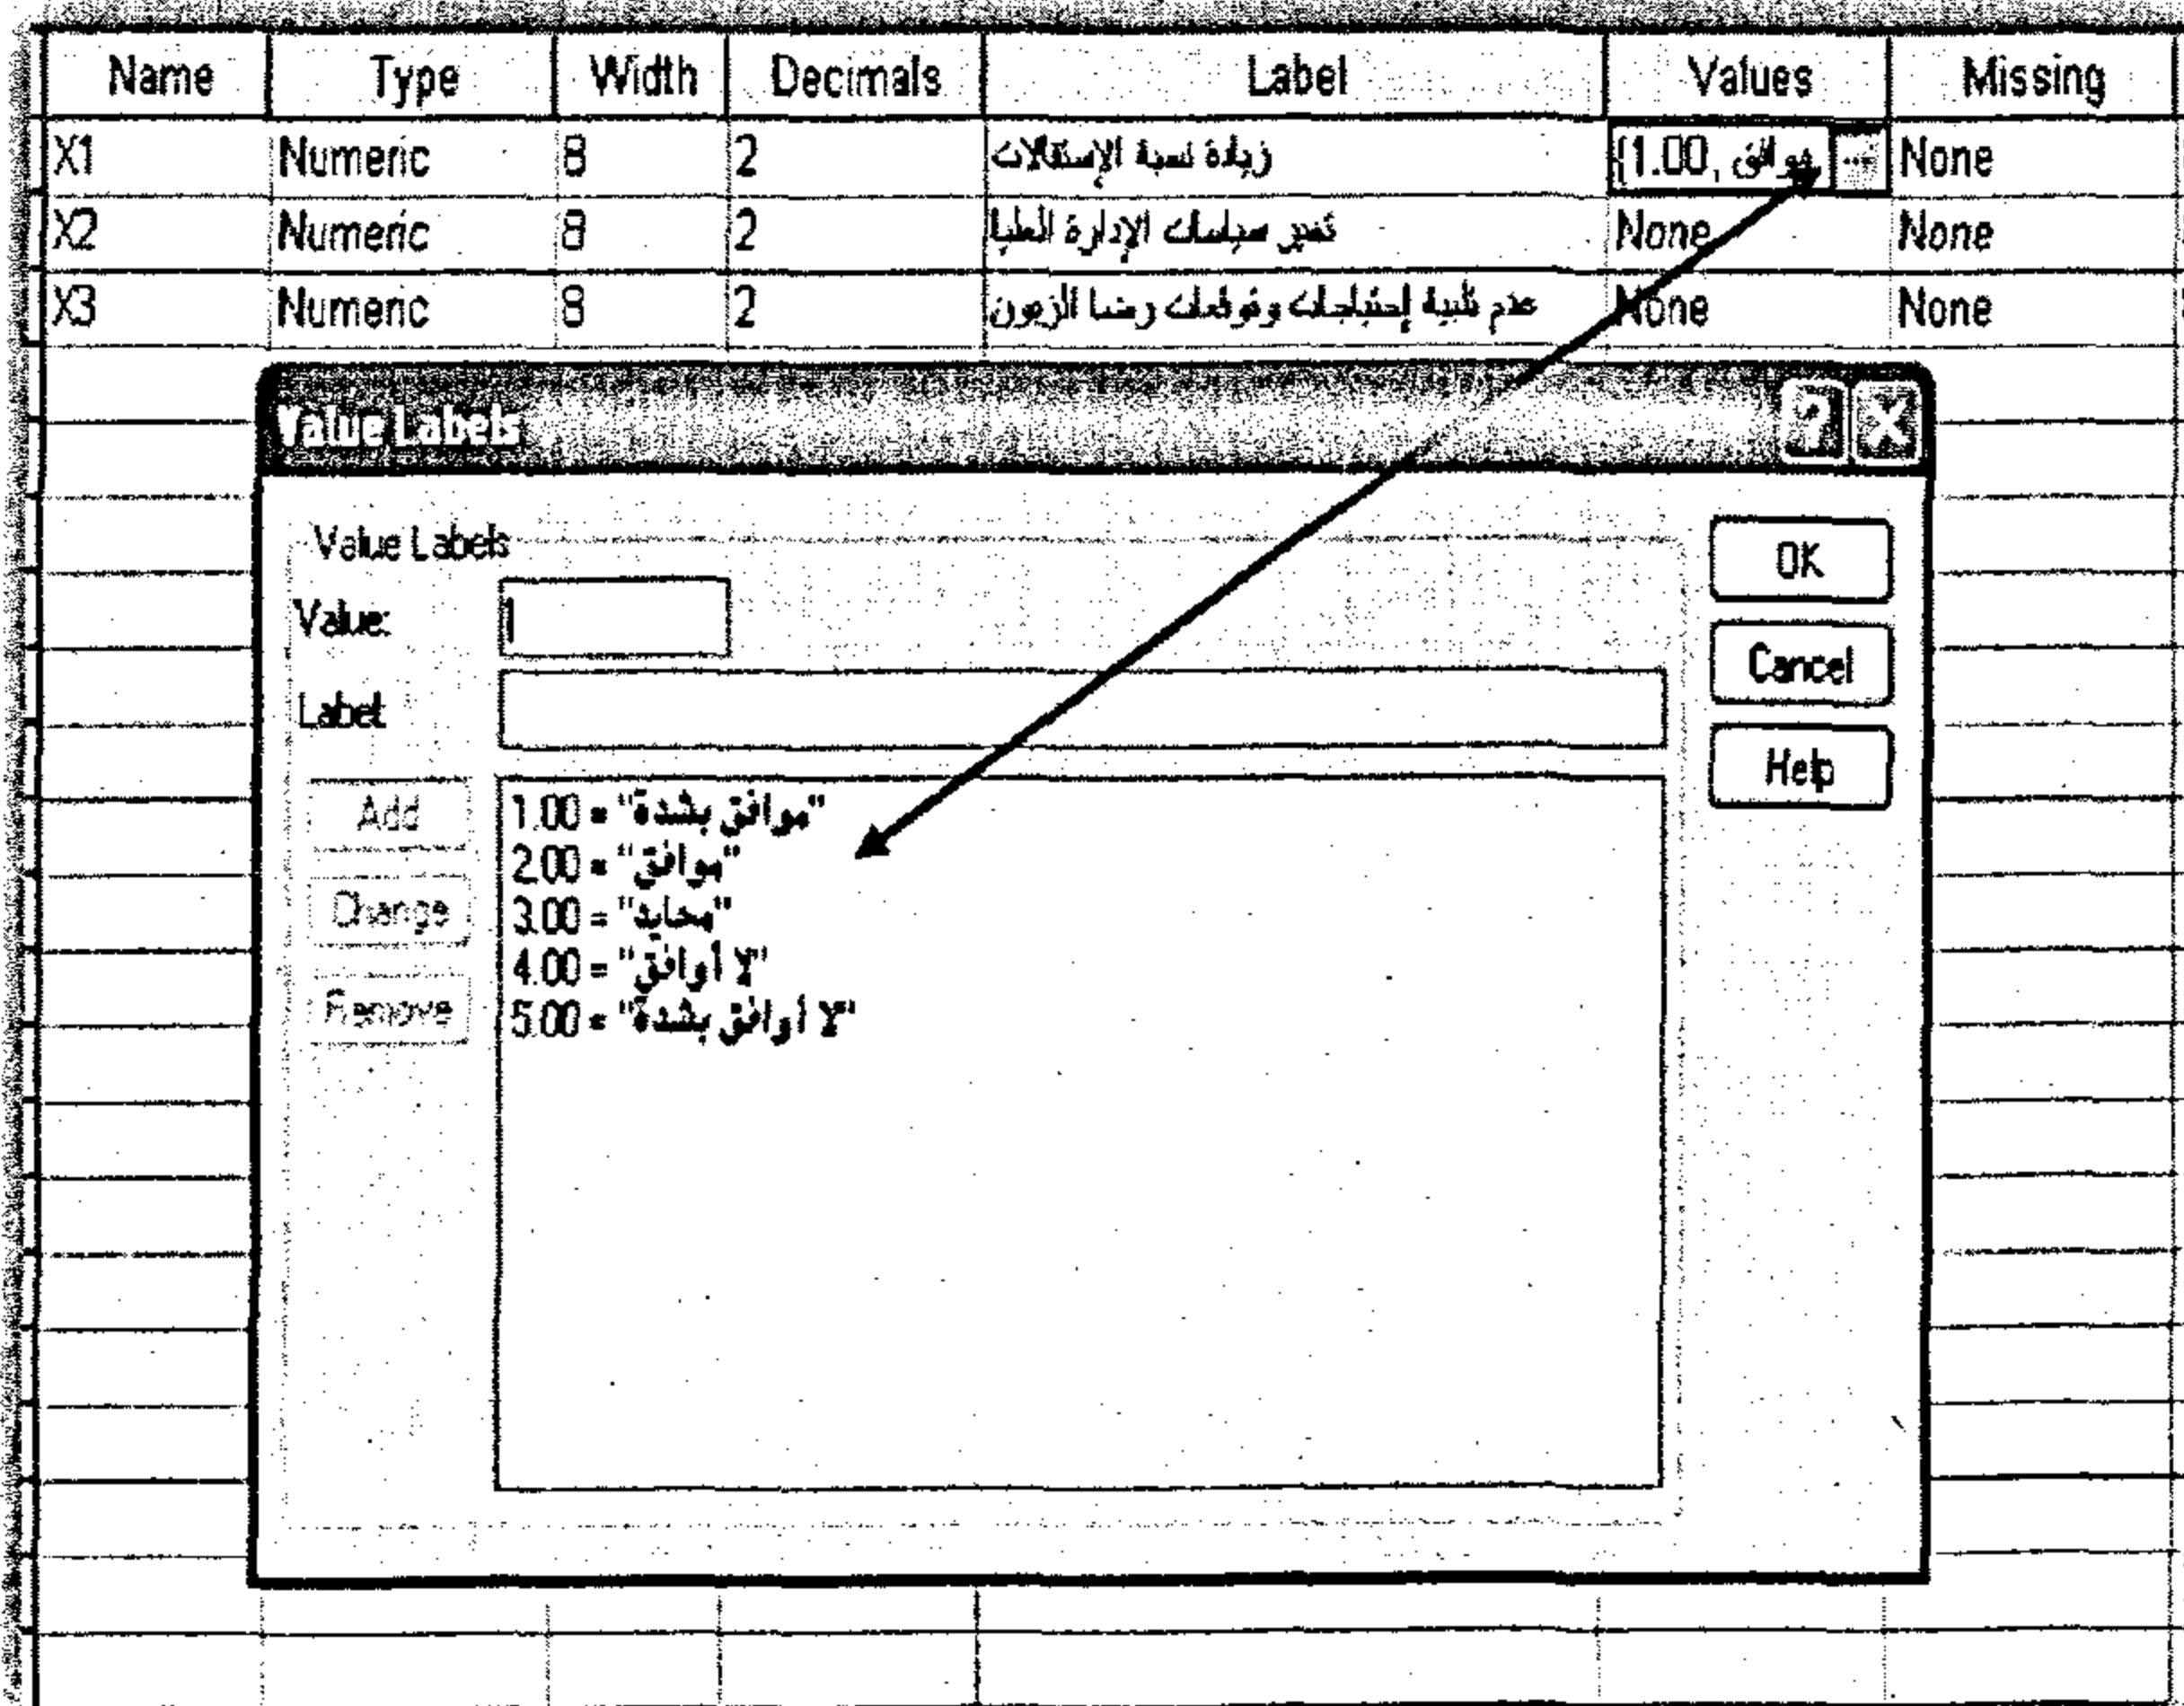 Name Type Width Decimals Label Values Missing
X1 Numeric 8 2 زيادة نسبة الإستقالات {1.00, موافق ... None
X2 Numeric 8 2 تغير سياسات الإدارة العليا None None
X3 Numeric 8 2 عدم تلبية إحتياجات وتوقعات رضا الزبون None None
Value Labels ? X
Value Labels
OK
Value:
Cancel
Label:
Help
Add
1.00 = "موافق بشدة"
2.00 = "موافق"
Change
3.00 = "محايد"
4.00 = "لا أوافق"
Remove
5.00 = "لا أوافق بشدة"